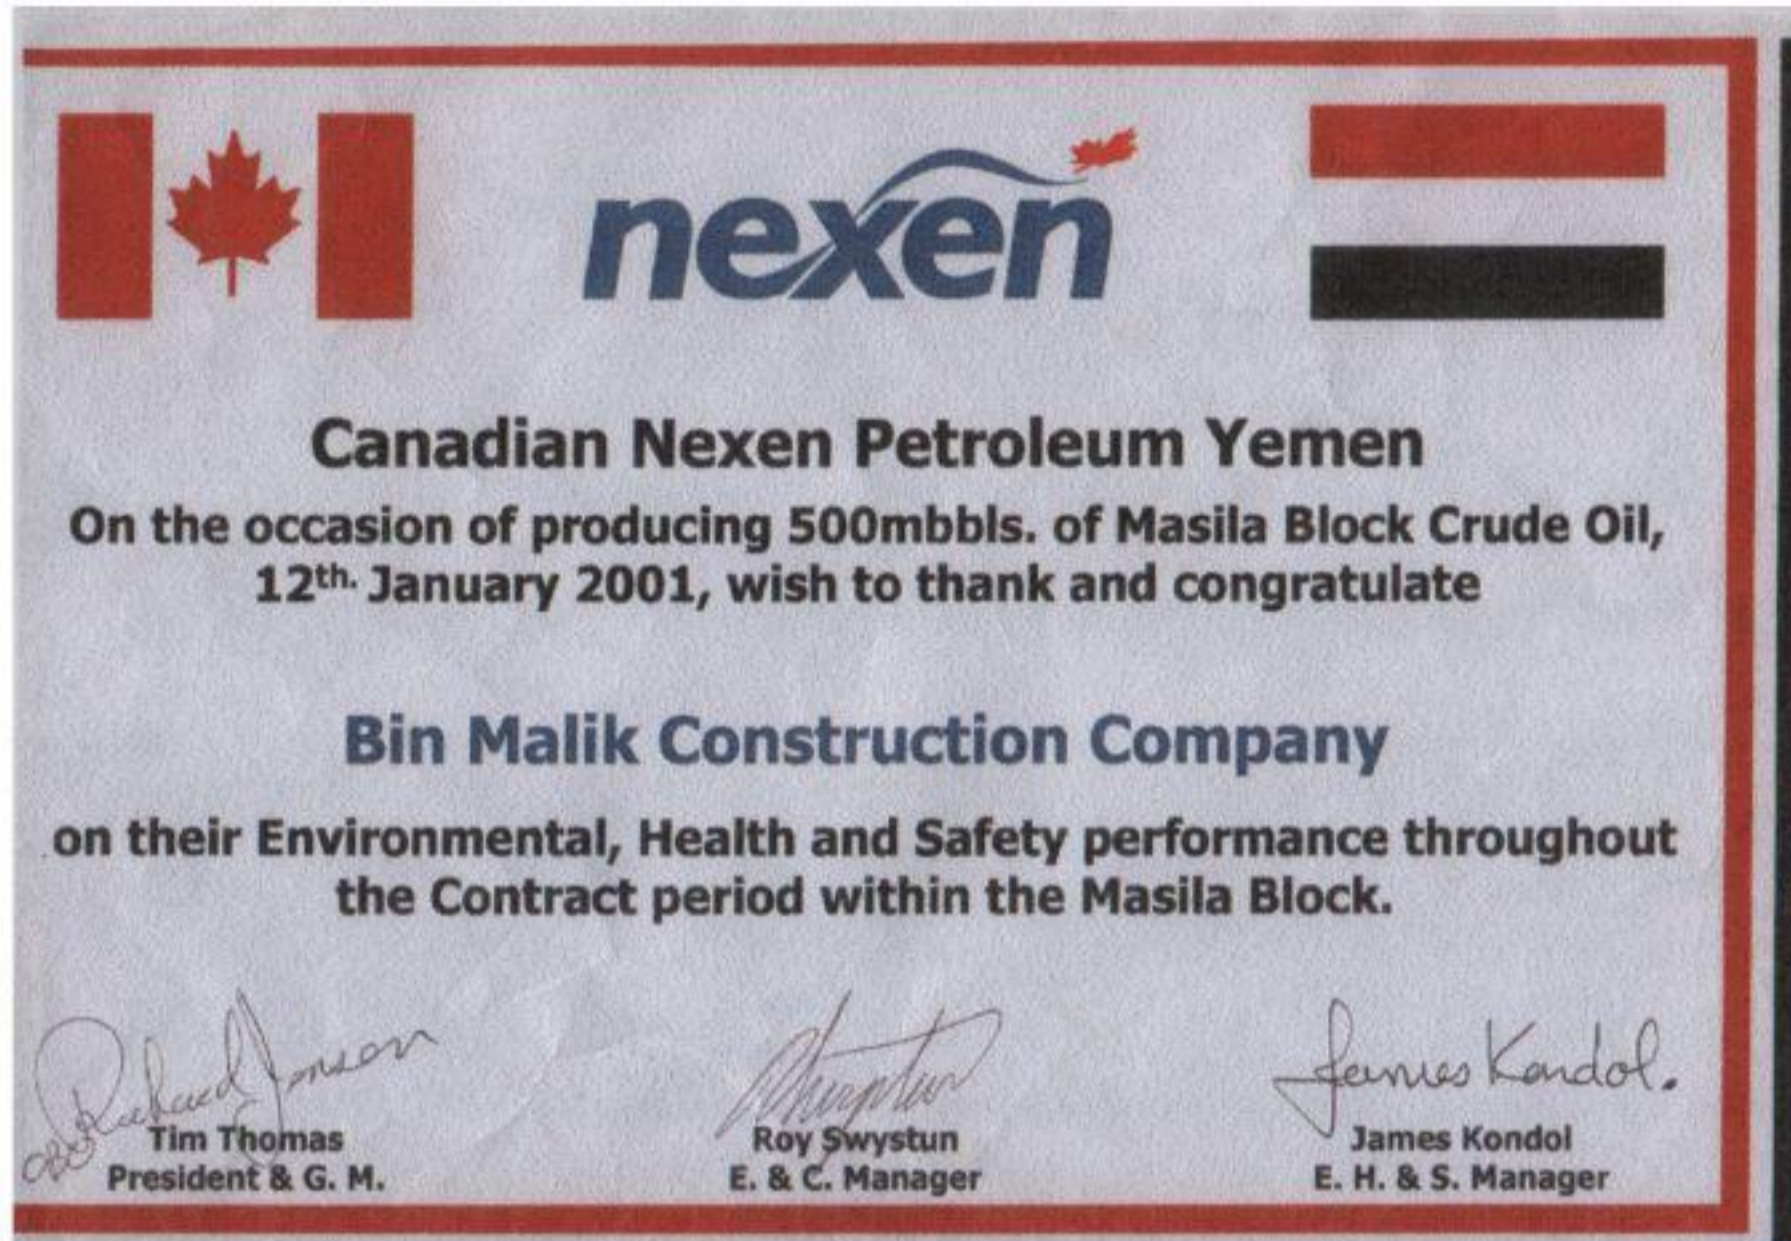 nexen
Canadian Nexen Petroleum Yemen
On the occasion of producing 500mbbls. of Masila Block Crude Oil,
12th. January 2001, wish to thank and congratulate
Bin Malik Construction Company
on their Environmental, Health and Safety performance throughout
the Contract period within the Masila Block.
Richard Jensen
James Kondol.
Tim Thomas
Roy Swystun
James Kondol
President & G. M.
E. & C. Manager
E. H. & S. Manager